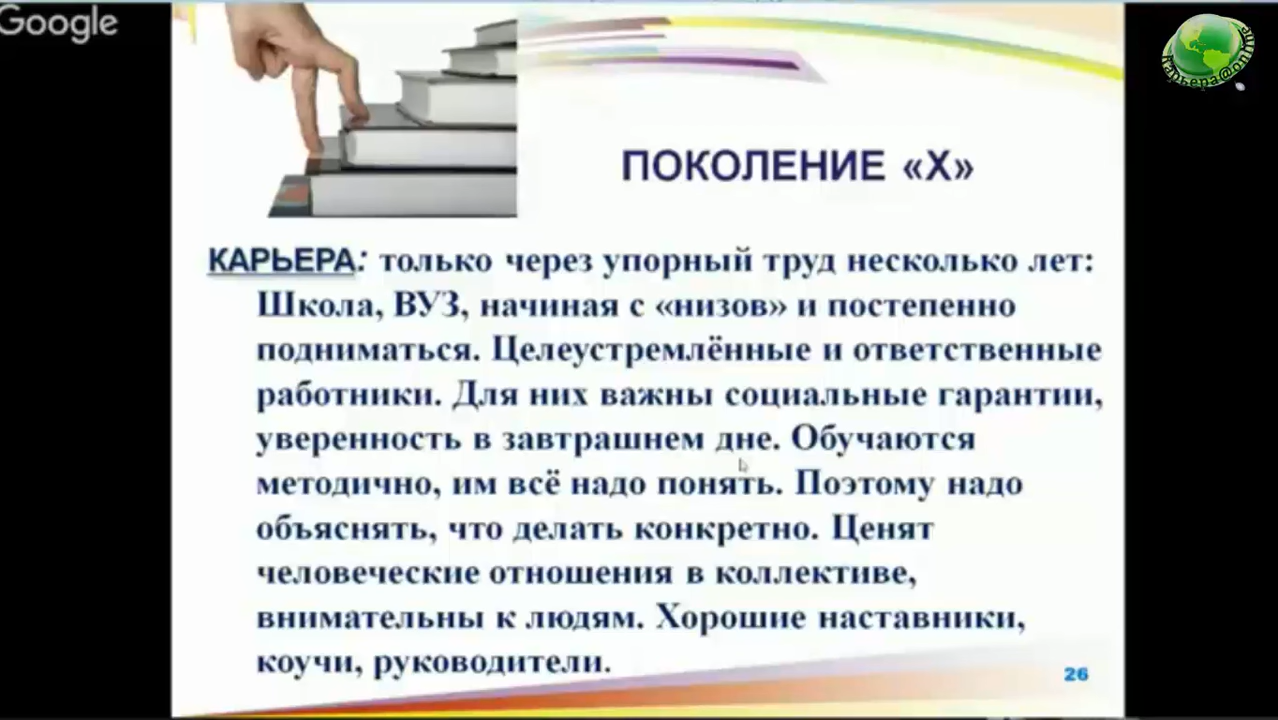 Google
Карьера@online
ПОКОЛЕНИЕ «Х»
КАРЬЕРА: только через упорный труд несколько лет:
Школа, ВУЗ, начиная с «низов» и постепенно
подниматься. Целеустремлённые и ответственные
работники. Для них важны социальные гарантии,
уверенность в завтрашнем дне. Обучаются
методично, им всё надо понять. Поэтому надо
объяснять, что делать конкретно. Ценят
человеческие отношения в коллективе,
внимательны к людям. Хорошие наставники,
коучи, руководители.
26